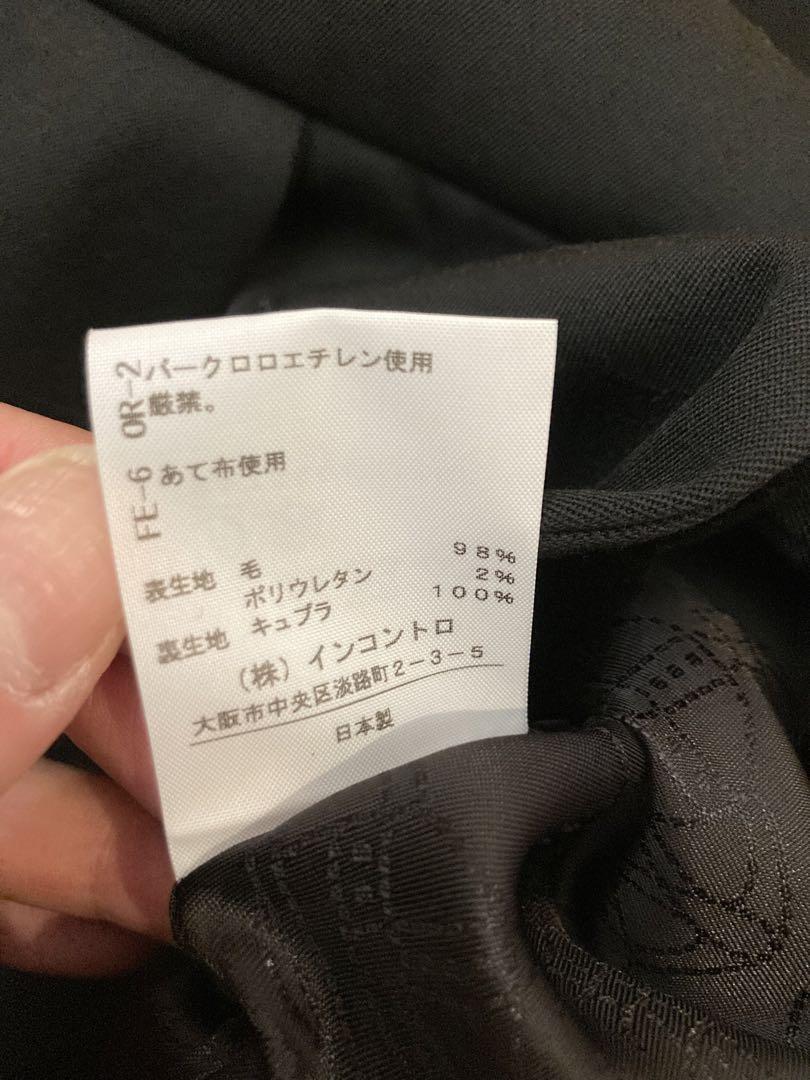 OR-2
パークロロエチレン使用
厳禁。
FE-6
あて布使用
表生地 毛 98%
ポリウレタン 2%
裏生地 キュプラ 100%
(株)インコントロ
大阪市中央区淡路町2-3-5
日本製